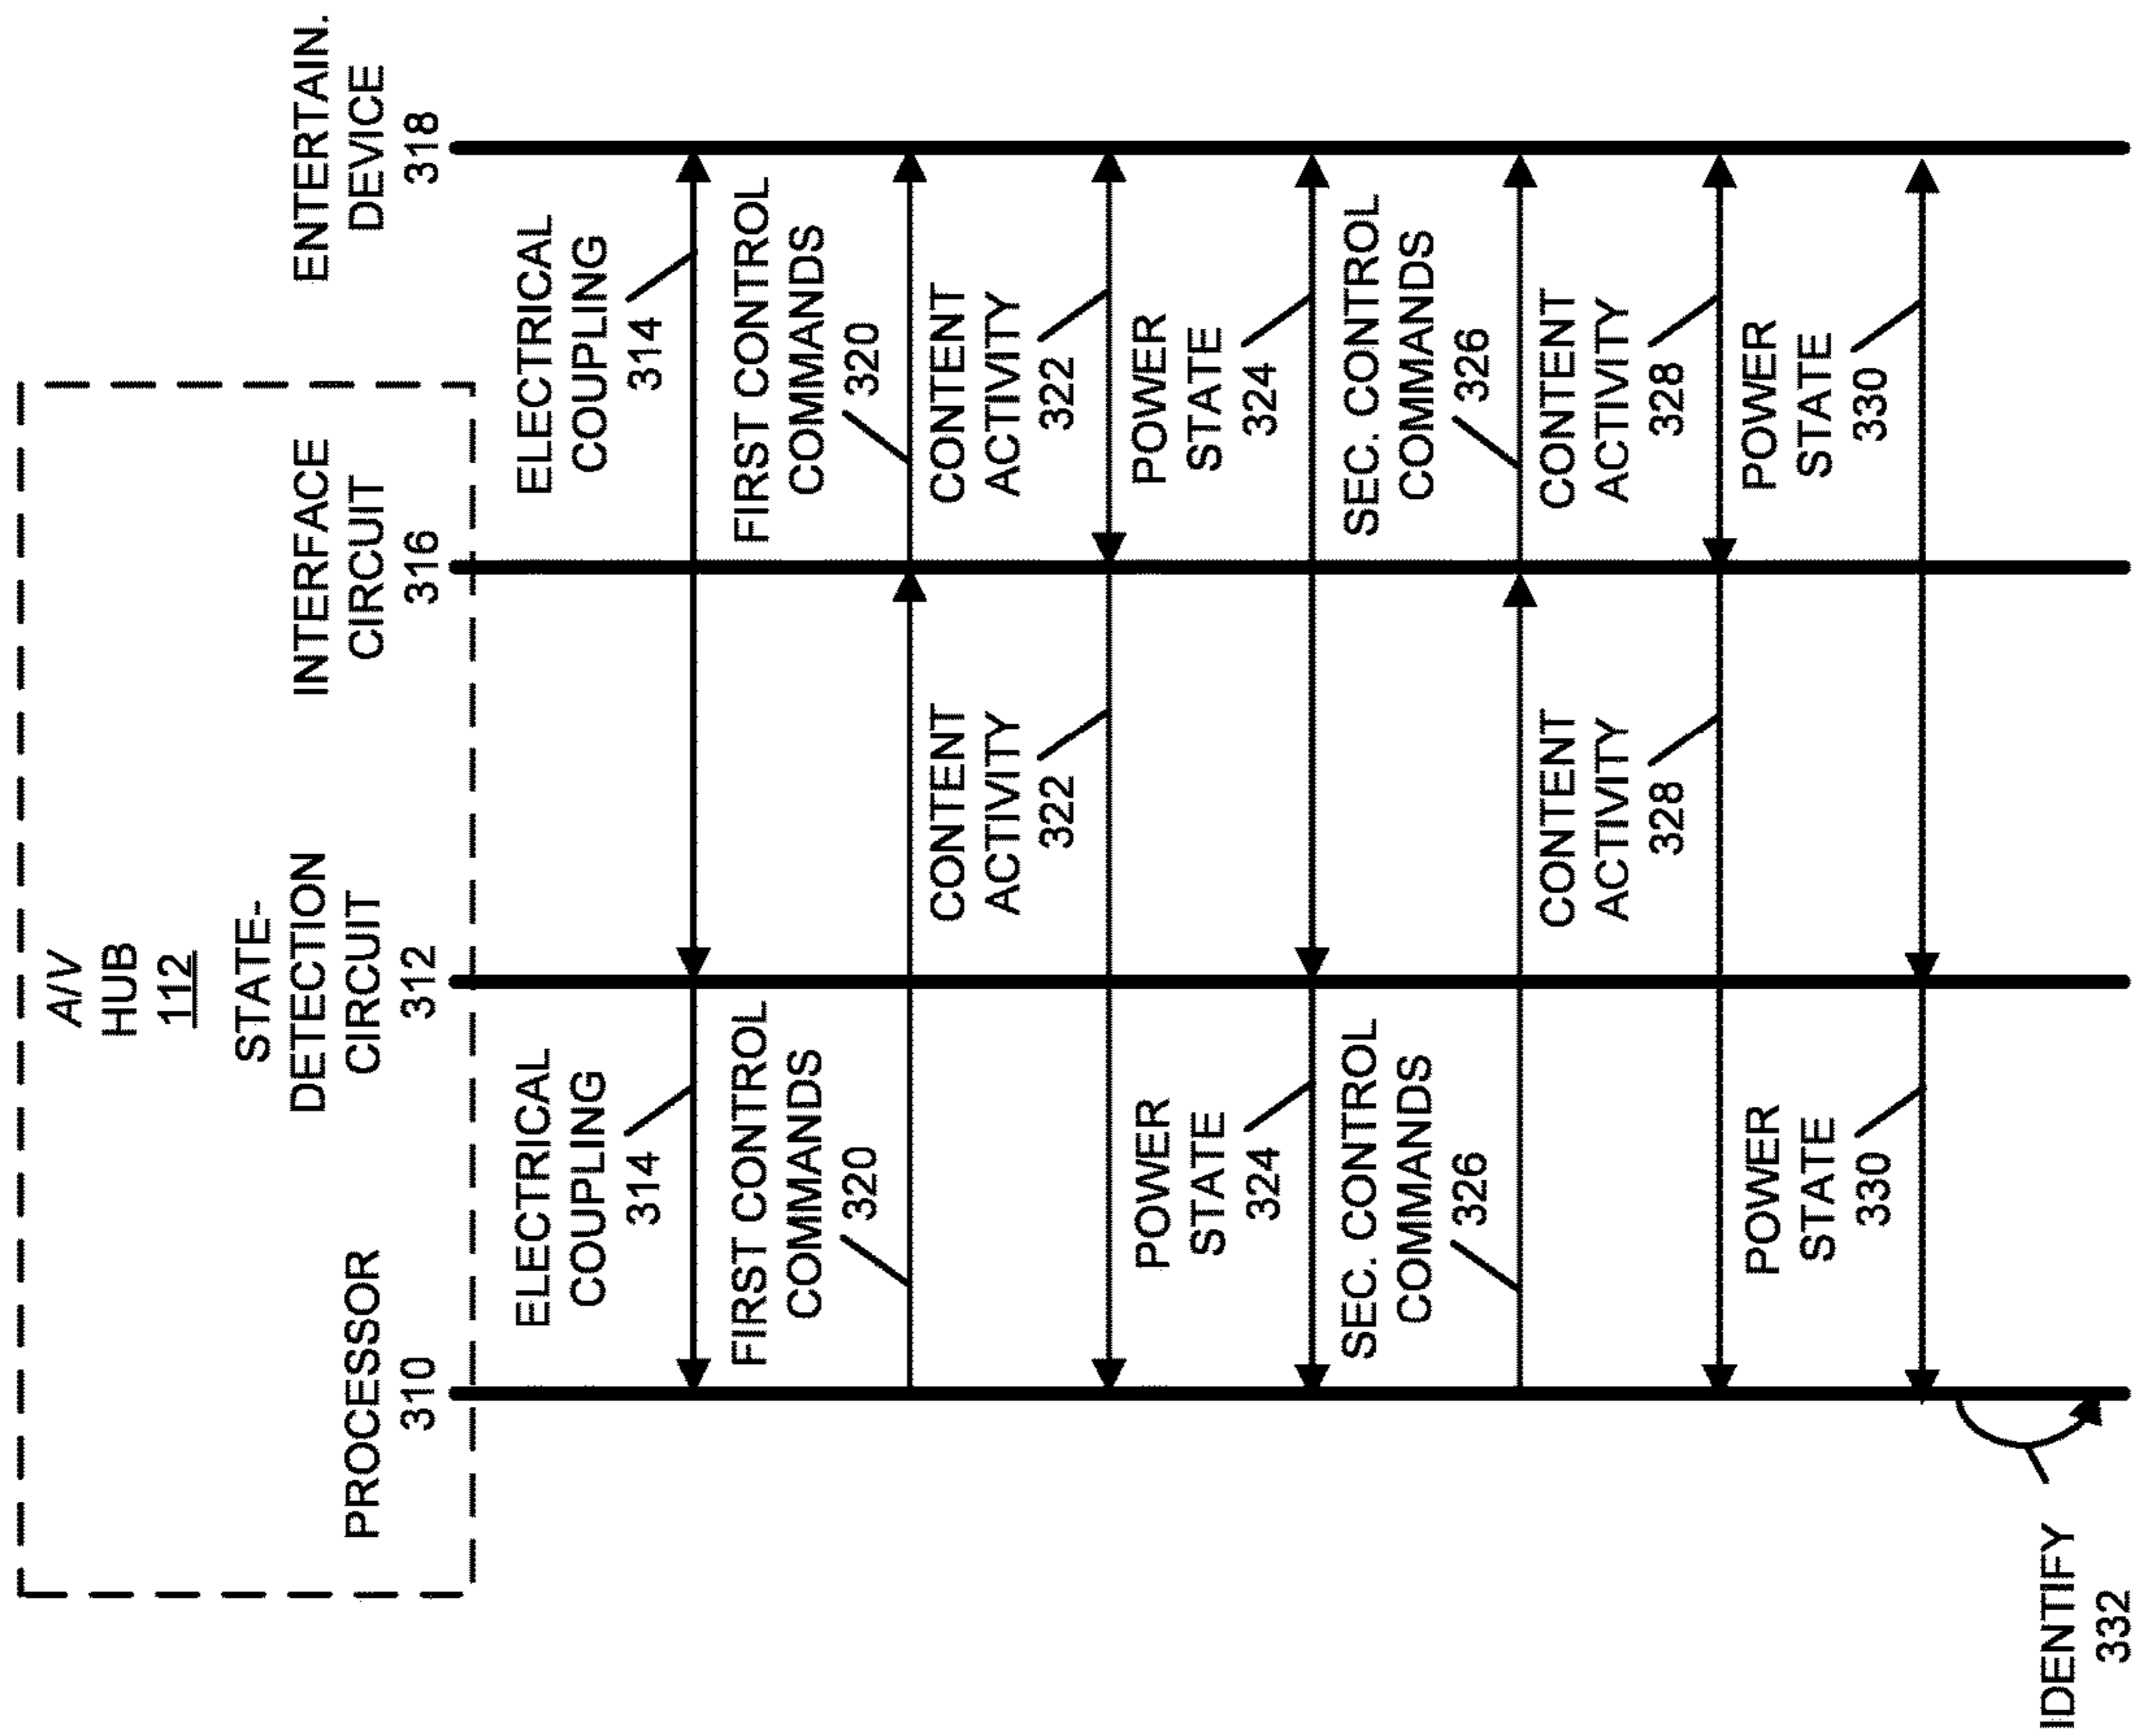 A/V
HUB
112
PROCESSOR
310
STATE-
DETECTION
CIRCUIT
312
INTERFACE
CIRCUIT
316
ENTERTAIN.
DEVICE
318
ELECTRICAL
COUPLING
314
ELECTRICAL
COUPLING
314
FIRST CONTROL
COMMANDS
320
FIRST CONTROL
COMMANDS
320
CONTENT
ACTIVITY
322
CONTENT
ACTIVITY
322
POWER
STATE
324
POWER
STATE
324
SEC. CONTROL
COMMANDS
326
SEC. CONTROL
COMMANDS
326
CONTENT
ACTIVITY
328
CONTENT
ACTIVITY
328
POWER
STATE
330
POWER
STATE
330
IDENTIFY
332